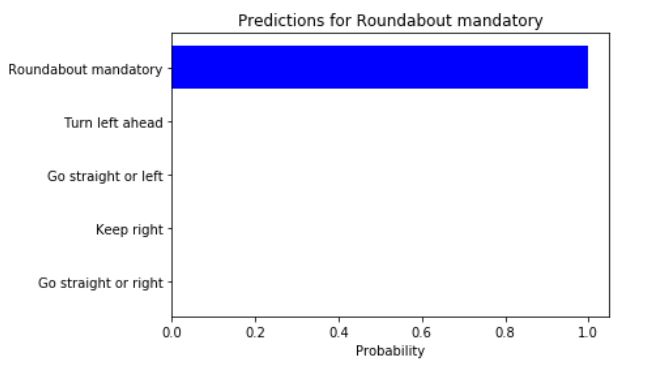 Predictions for Roundabout mandatory
Roundabout mandatory
Turn left ahead
Go straight or left
Keep right
Go straight or right
0.0 0.2 0.4 0.6 0.8 1.0
Probability